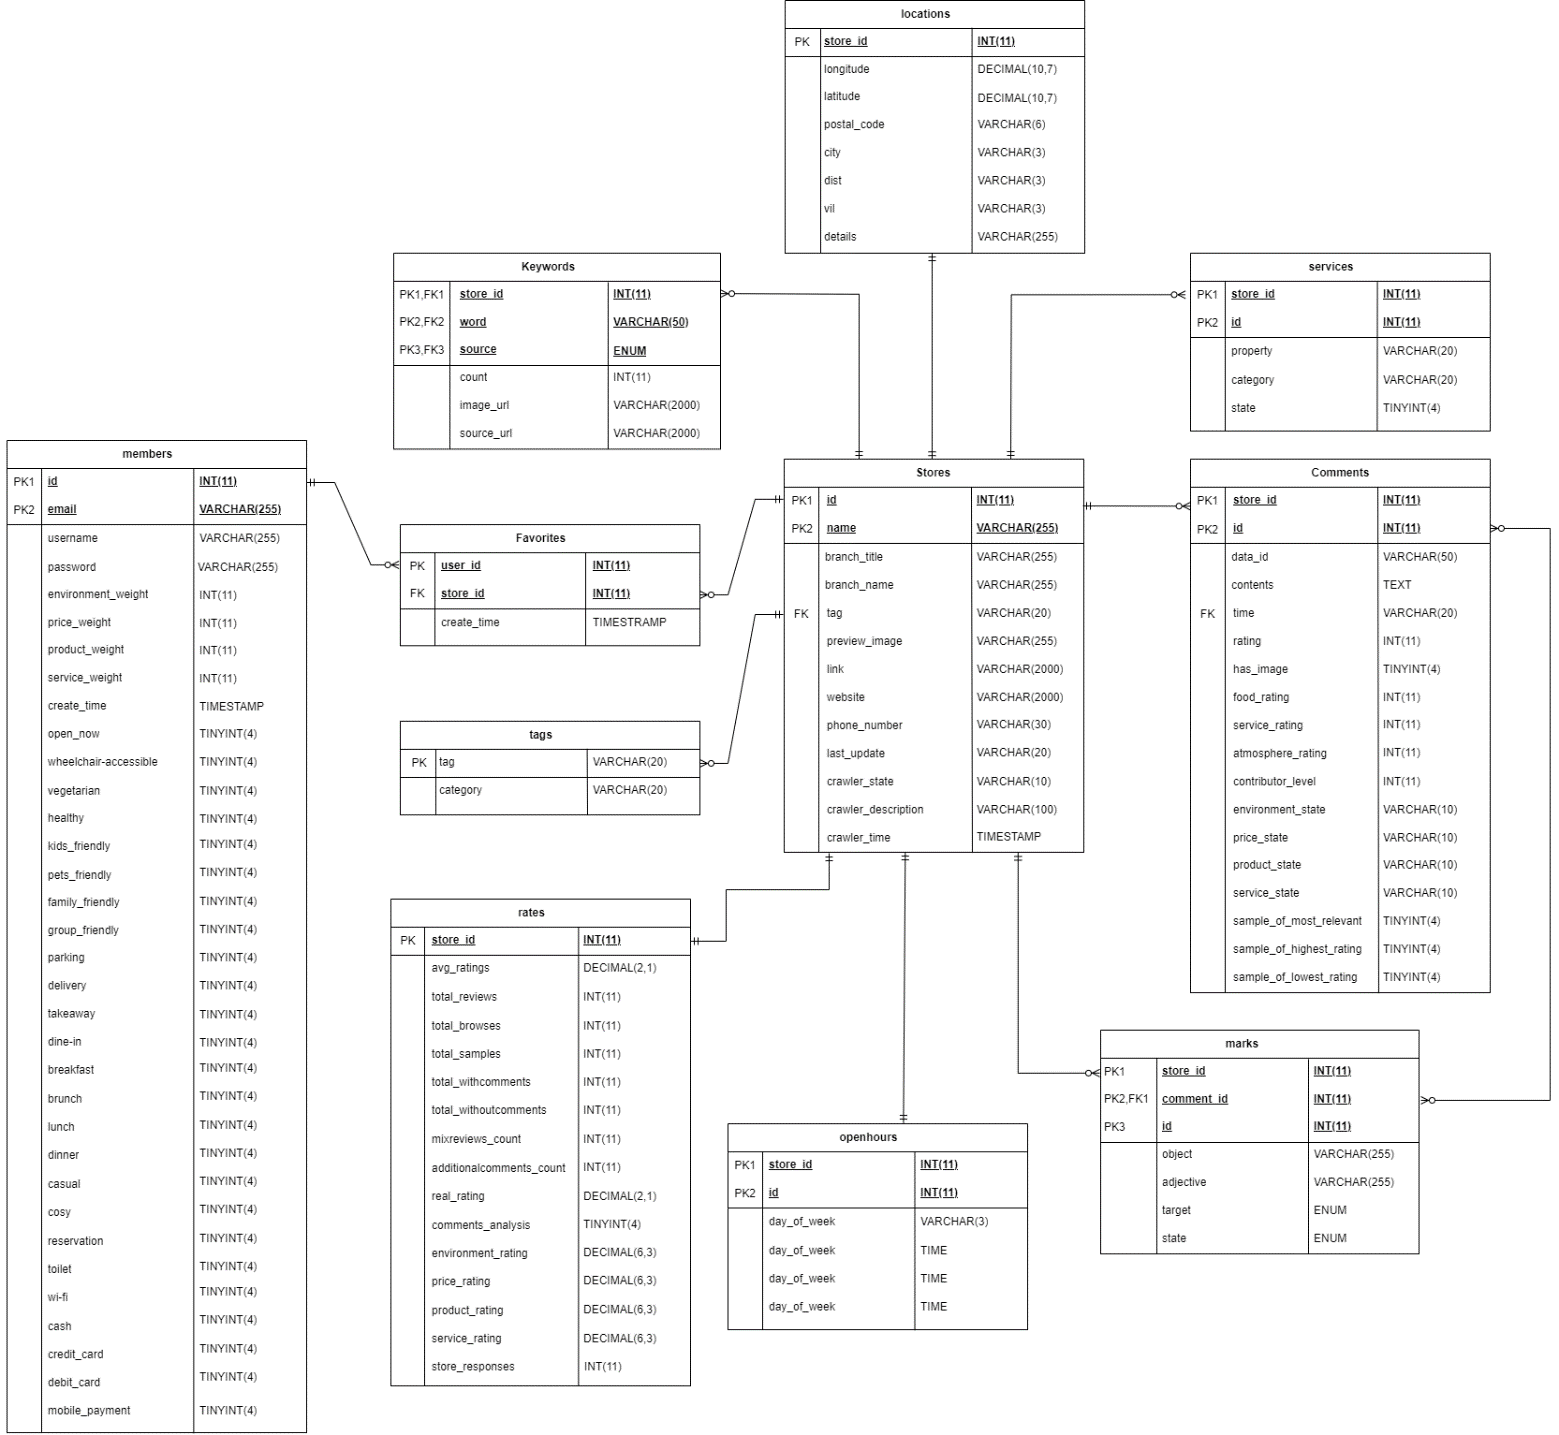 locations
PK store_id INT(11)
longitude DECIMAL(10,7)
latitude DECIMAL(10,7)
postal_code VARCHAR(6)
city VARCHAR(3)
dist VARCHAR(3)
vil VARCHAR(3)
details VARCHAR(255)
Keywords
PK1,FK1 store_id INT(11)
PK2,FK2 word VARCHAR(50)
PK3,FK3 source ENUM
count INT(11)
image_url VARCHAR(2000)
source_url VARCHAR(2000)
services
PK1 store_id INT(11)
PK2 id INT(11)
property VARCHAR(20)
category VARCHAR(20)
state TINYINT(4)
members
PK1 id INT(11)
PK2 email VARCHAR(255)
username VARCHAR(255)
password VARCHAR(255)
environment_weight INT(11)
price_weight INT(11)
product_weight INT(11)
service_weight INT(11)
create_time TIMESTAMP
open_now TINYINT(4)
wheelchair-accessible TINYINT(4)
vegetarian TINYINT(4)
healthy TINYINT(4)
kids_friendly TINYINT(4)
pets_friendly TINYINT(4)
family_friendly TINYINT(4)
group_friendly TINYINT(4)
parking TINYINT(4)
delivery TINYINT(4)
takeaway TINYINT(4)
dine-in TINYINT(4)
breakfast TINYINT(4)
brunch TINYINT(4)
lunch TINYINT(4)
dinner TINYINT(4)
casual TINYINT(4)
cosy TINYINT(4)
reservation TINYINT(4)
toilet TINYINT(4)
wi-fi TINYINT(4)
cash TINYINT(4)
credit_card TINYINT(4)
debit_card TINYINT(4)
mobile_payment TINYINT(4)
Favorites
PK user_id INT(11)
FK store_id INT(11)
create_time TIMESTRAMP
tags
PK tag VARCHAR(20)
category VARCHAR(20)
Stores
PK1 id INT(11)
PK2 name VARCHAR(255)
branch_title VARCHAR(255)
branch_name VARCHAR(255)
FK tag VARCHAR(20)
preview_image VARCHAR(255)
link VARCHAR(2000)
website VARCHAR(2000)
phone_number VARCHAR(30)
last_update VARCHAR(20)
crawler_state VARCHAR(10)
crawler_description VARCHAR(100)
crawler_time TIMESTAMP
Comments
PK1 store_id INT(11)
PK2 id INT(11)
data_id VARCHAR(50)
contents TEXT
FK time VARCHAR(20)
rating INT(11)
has_image TINYINT(4)
food_rating INT(11)
service_rating INT(11)
atmosphere_rating INT(11)
contributor_level INT(11)
environment_state VARCHAR(10)
price_state VARCHAR(10)
product_state VARCHAR(10)
service_state VARCHAR(10)
sample_of_most_relevant TINYINT(4)
sample_of_highest_rating TINYINT(4)
sample_of_lowest_rating TINYINT(4)
rates
PK store_id INT(11)
avg_ratings DECIMAL(2,1)
total_reviews INT(11)
total_browses INT(11)
total_samples INT(11)
total_withcomments INT(11)
total_withoutcomments INT(11)
mixreviews_count INT(11)
additionalcomments_count INT(11)
real_rating DECIMAL(2,1)
comments_analysis TINYINT(4)
environment_rating DECIMAL(6,3)
price_rating DECIMAL(6,3)
product_rating DECIMAL(6,3)
service_rating DECIMAL(6,3)
store_responses INT(11)
openhours
PK1 store_id INT(11)
PK2 id INT(11)
day_of_week VARCHAR(3)
day_of_week TIME
day_of_week TIME
day_of_week TIME
marks
PK1 store_id INT(11)
PK2,FK1 comment_id INT(11)
PK3 id INT(11)
object VARCHAR(255)
adjective VARCHAR(255)
target ENUM
state ENUM